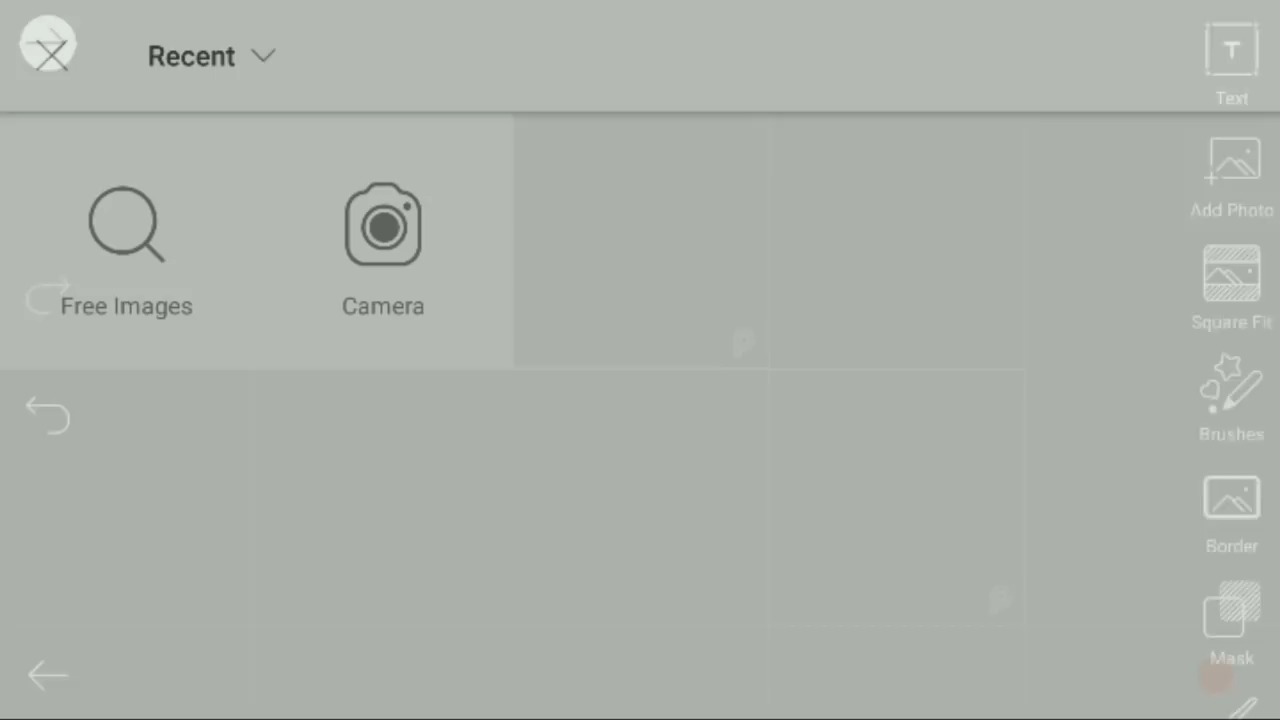 Recent
T
Text
Add Photo
Free Images
Camera
Square Fit
Brushes
Border
Mask